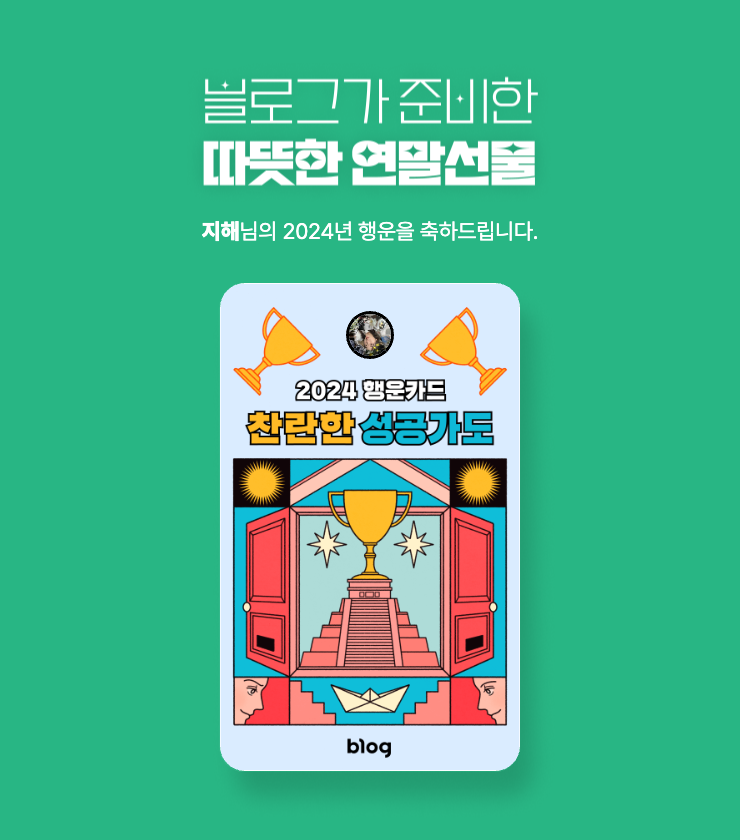 블로그가 준비한
따뜻한 연말선물
지해님의 2024년 행운을 축하드립니다.
2024 행운카드
찬란한 성공가도
blog